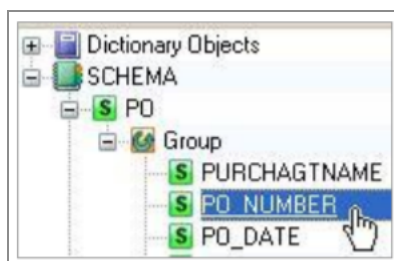 Dictionary Objects
SCHEMA
S PO
Group
S PURCHAGTNAME
S PO_NUMBER
S PO_DATE